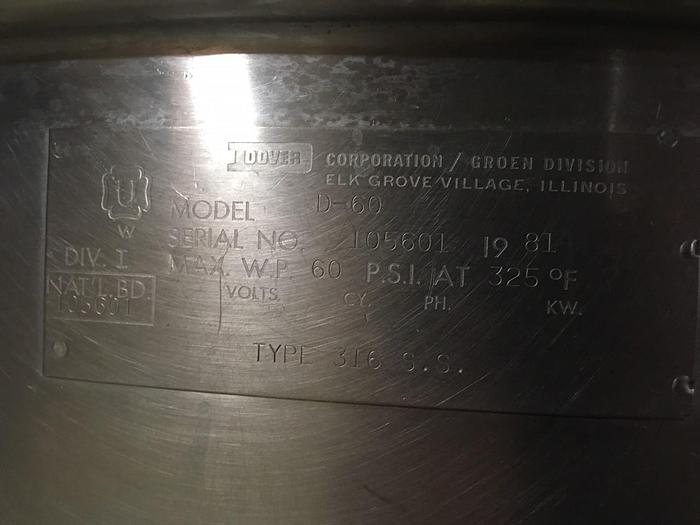 DOVER CORPORATION / GROEN DIVISION
ELK GROVE VILLAGE, ILLINOIS
U
W
MODEL D-60
SERIAL NO. 105601 19 81
DIV. I
MAX. W.P. 60 P.S.I. AT 325 °F
NAT'L. BD.
105601
VOLTS. CY. PH. KW.
TYPE 316 S.S.